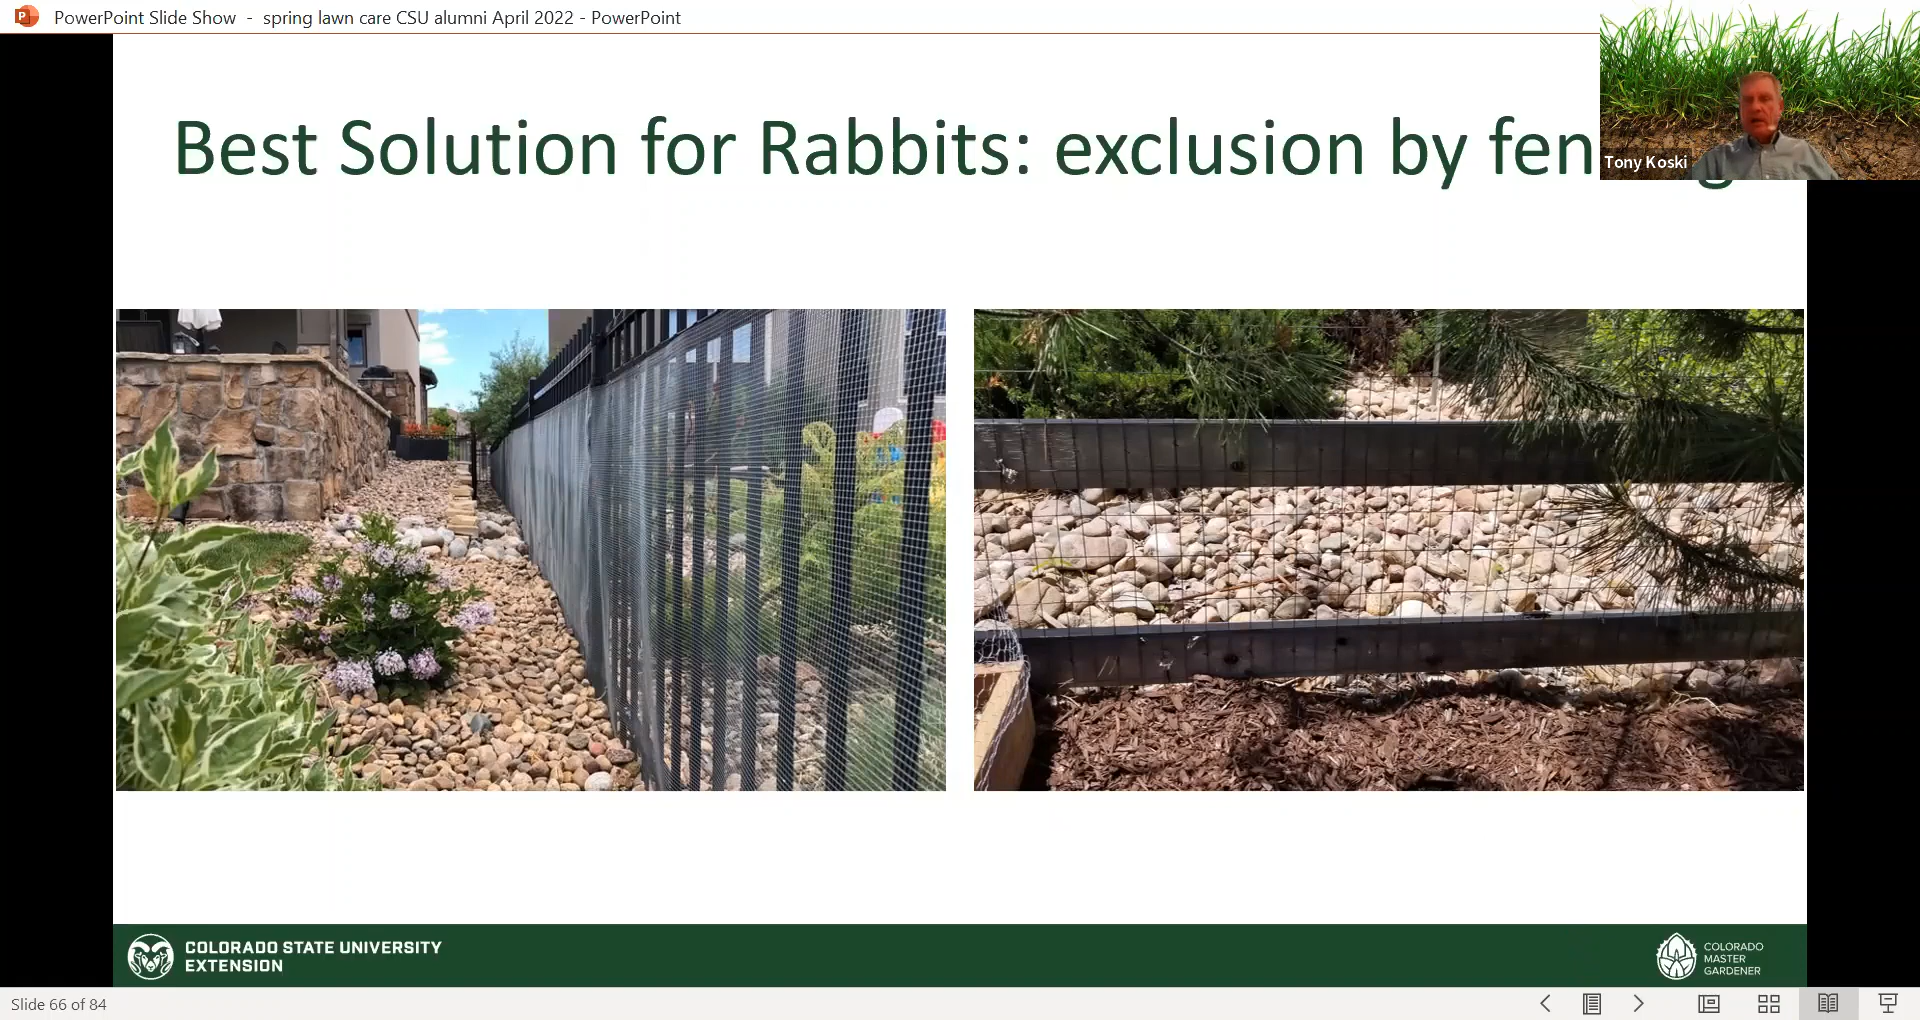 PowerPoint Slide Show - spring lawn care CSU alumni April 2022 - PowerPoint
Best Solution for Rabbits: exclusion by fen
Tony Koski
COLORADO STATE UNIVERSITY
EXTENSION
COLORADO
MASTER
GARDENER
Slide 66 of 84